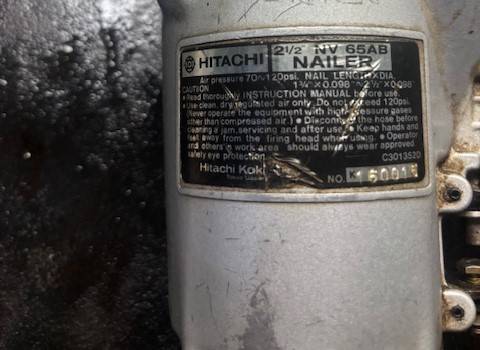 HITACHI 2 1/2" NV 65AB
NAILER
Air pressure 70~120psi. NAIL LENGTH×DIA.
CAUTION 1 3/4" × 0.098" ~ 2 1/2" × 0.098"
● Read thoroughly INSTRUCTION MANUAL before use.
● Use clean, dry regulated air only. Do not exceed 120psi.
(Never operate the equipment with high pressure gases
other than compressed air.) ● Disconnect the hose before
cleaning a jam, servicing and after use. ● Keep hands and
feet away from the firing head when using. ● Operator
and others in work area should always wear approved
safety eye protection.
C3013520
Hitachi Koki
NO.